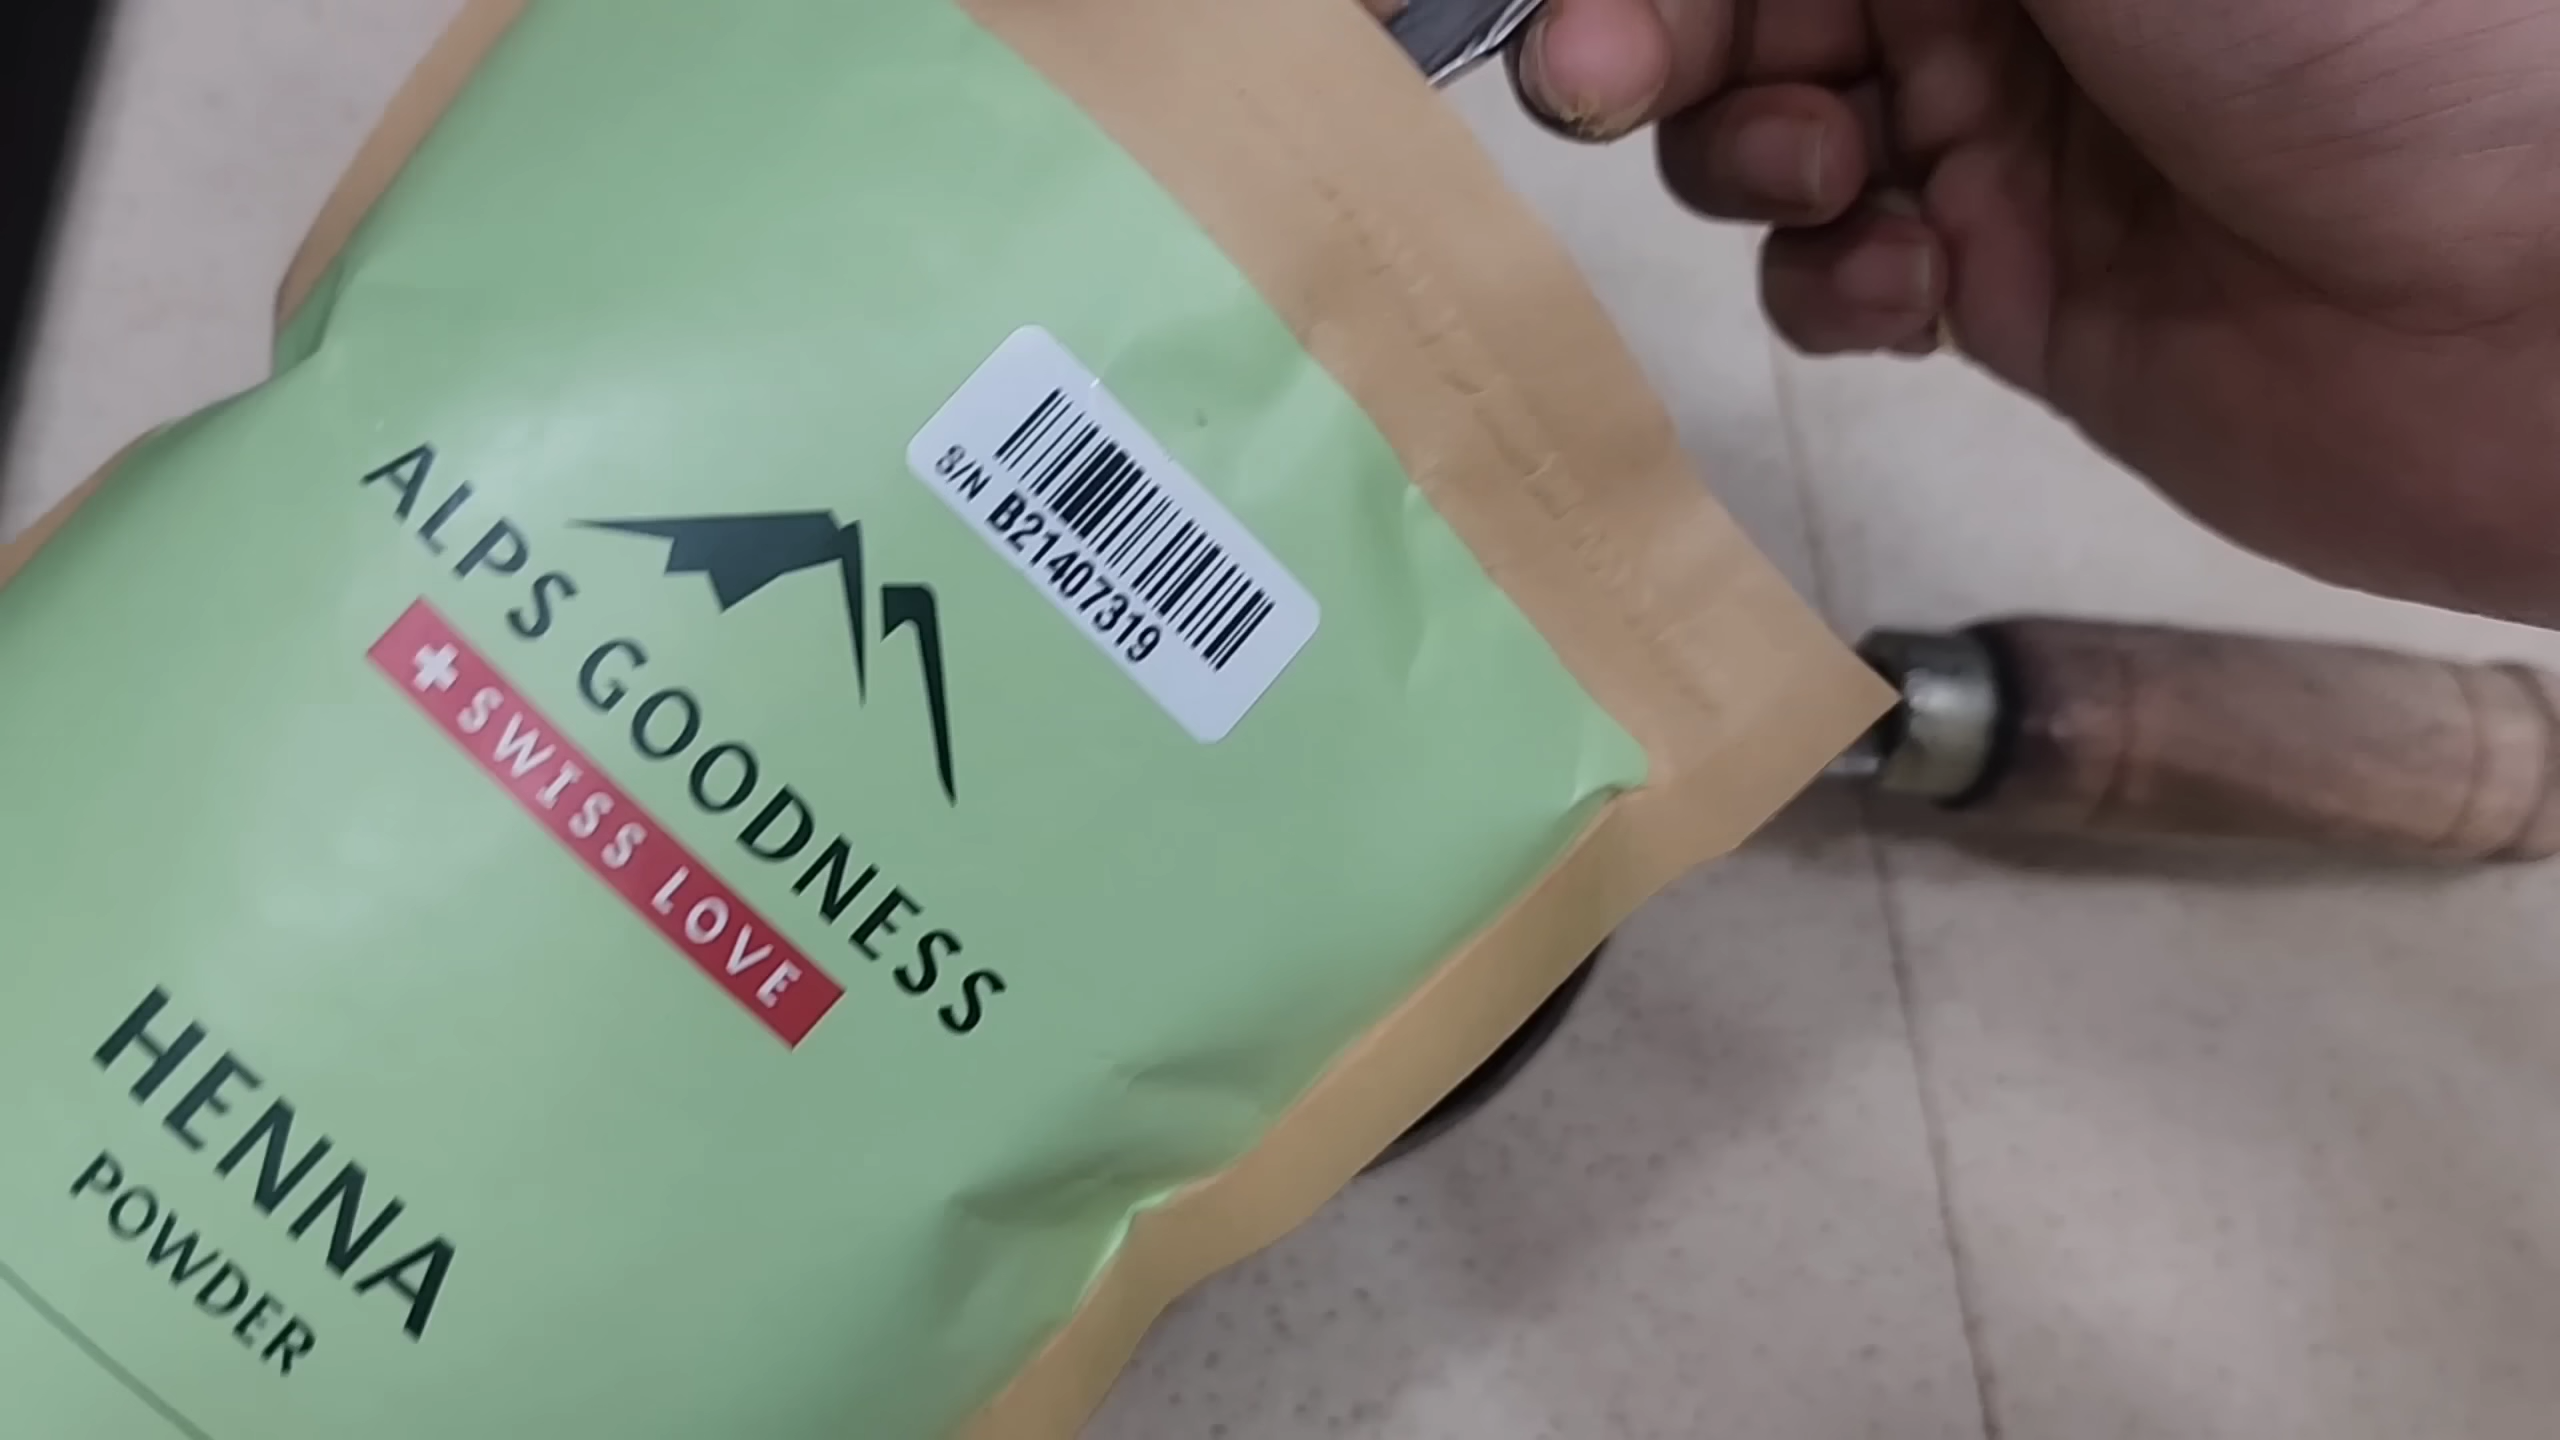 S/N B21407319
ALPS GOODNESS
SWISS LOVE
HENNA
POWDER